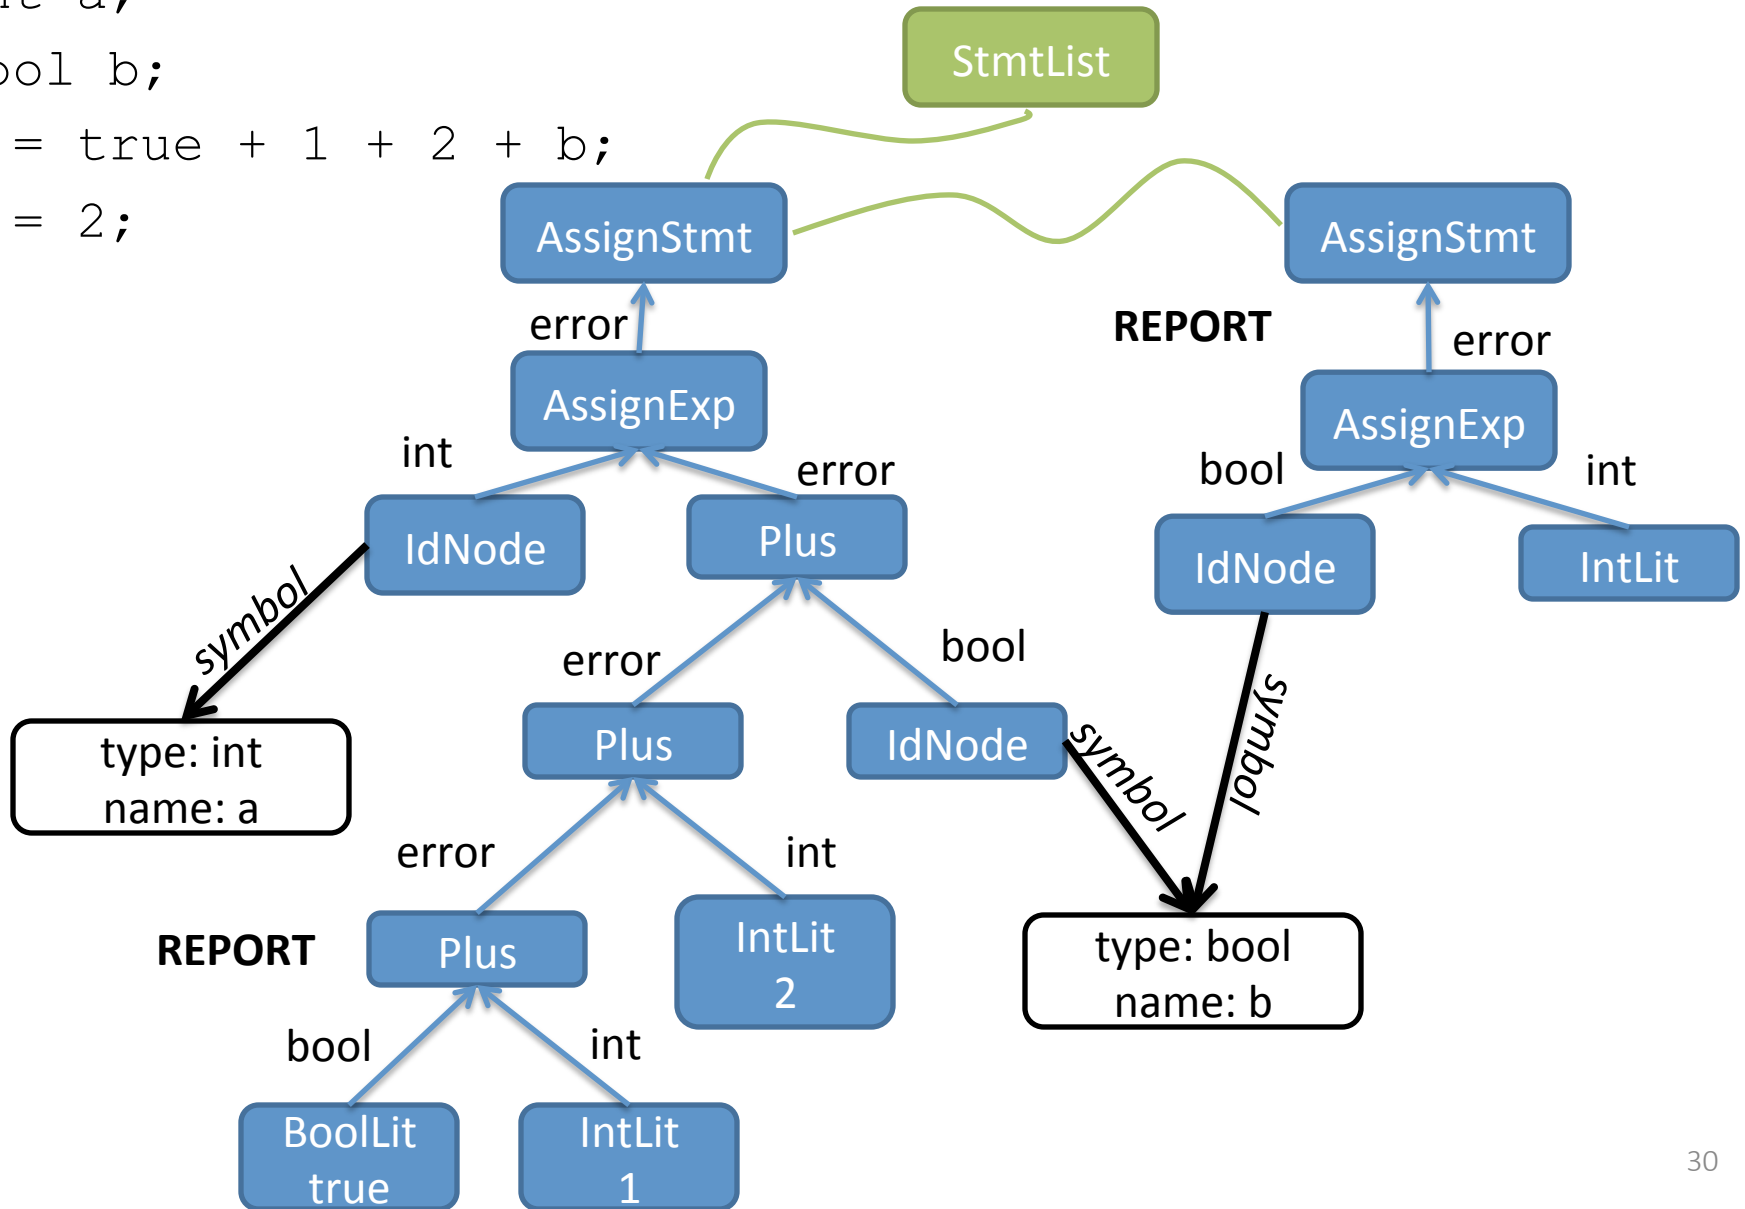 a;
b;
= true + 1 + 2 + b;
= 2;
StmtList
AssignStmt
AssignStmt
error
REPORT
error
AssignExp
AssignExp
int
error
bool
int
IdNode
Plus
IdNode
IntLit
symbol
error
bool
symbol
Plus
IdNode
symbol
type: int
name: a
error
int
REPORT
Plus
IntLit
2
type: bool
name: b
bool
int
BoolLit
true
IntLit
1
30